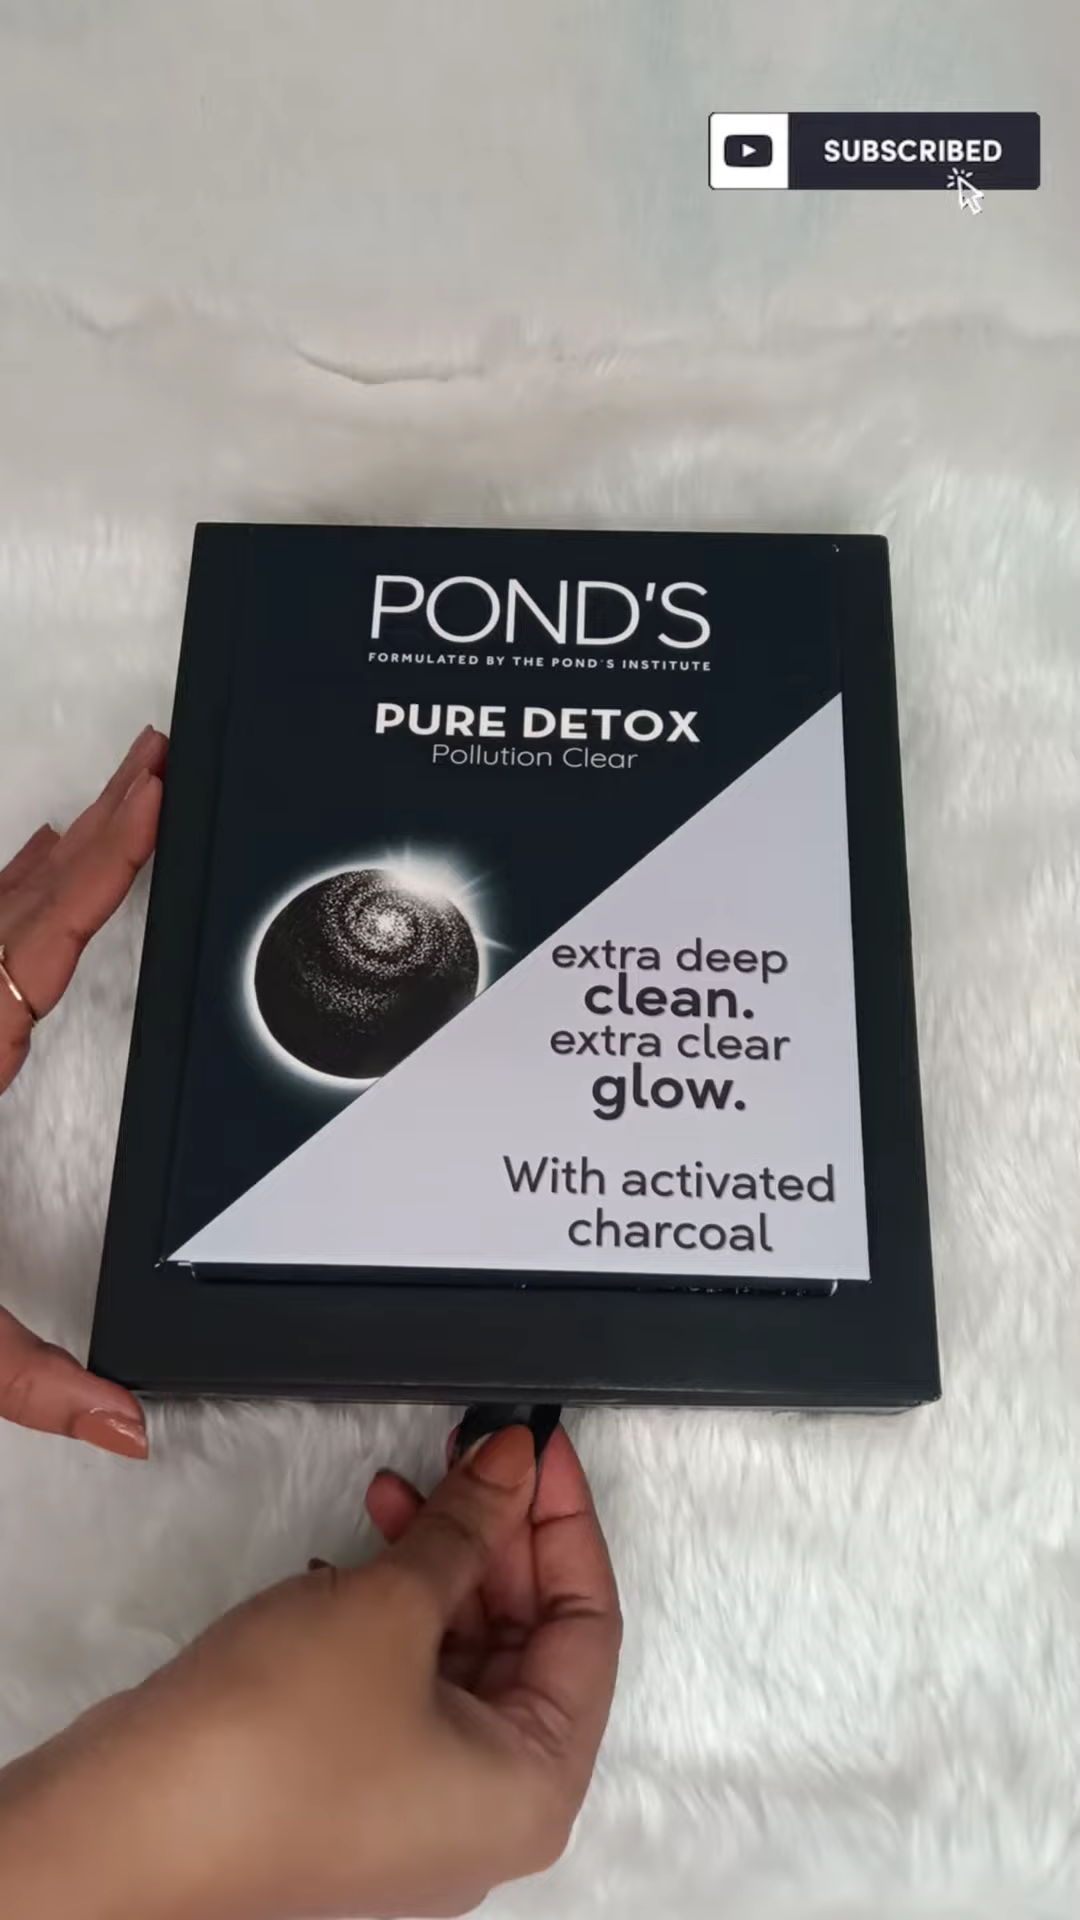 SUBSCRIBED
POND'S
FORMULATED BY THE POND'S INSTITUTE
PURE DETOX
Pollution Clear
extra deep
clean.
extra clear
glow.
With activated
charcoal